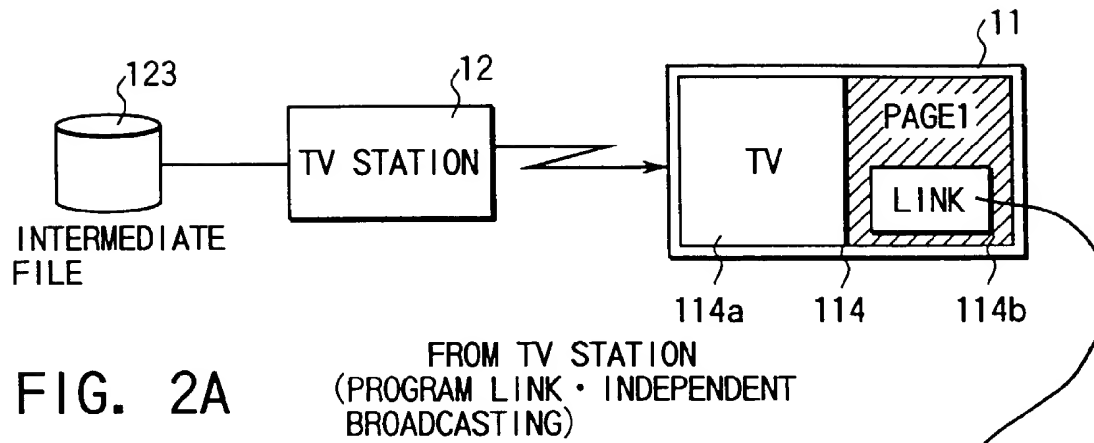 123
12
11
TV STATION
TV
PAGE1
LINK
INTERMEDIATE
FILE
114a
114
114b
FROM TV STATION
(PROGRAM LINK・INDEPENDENT
BROADCASTING)
FIG. 2A